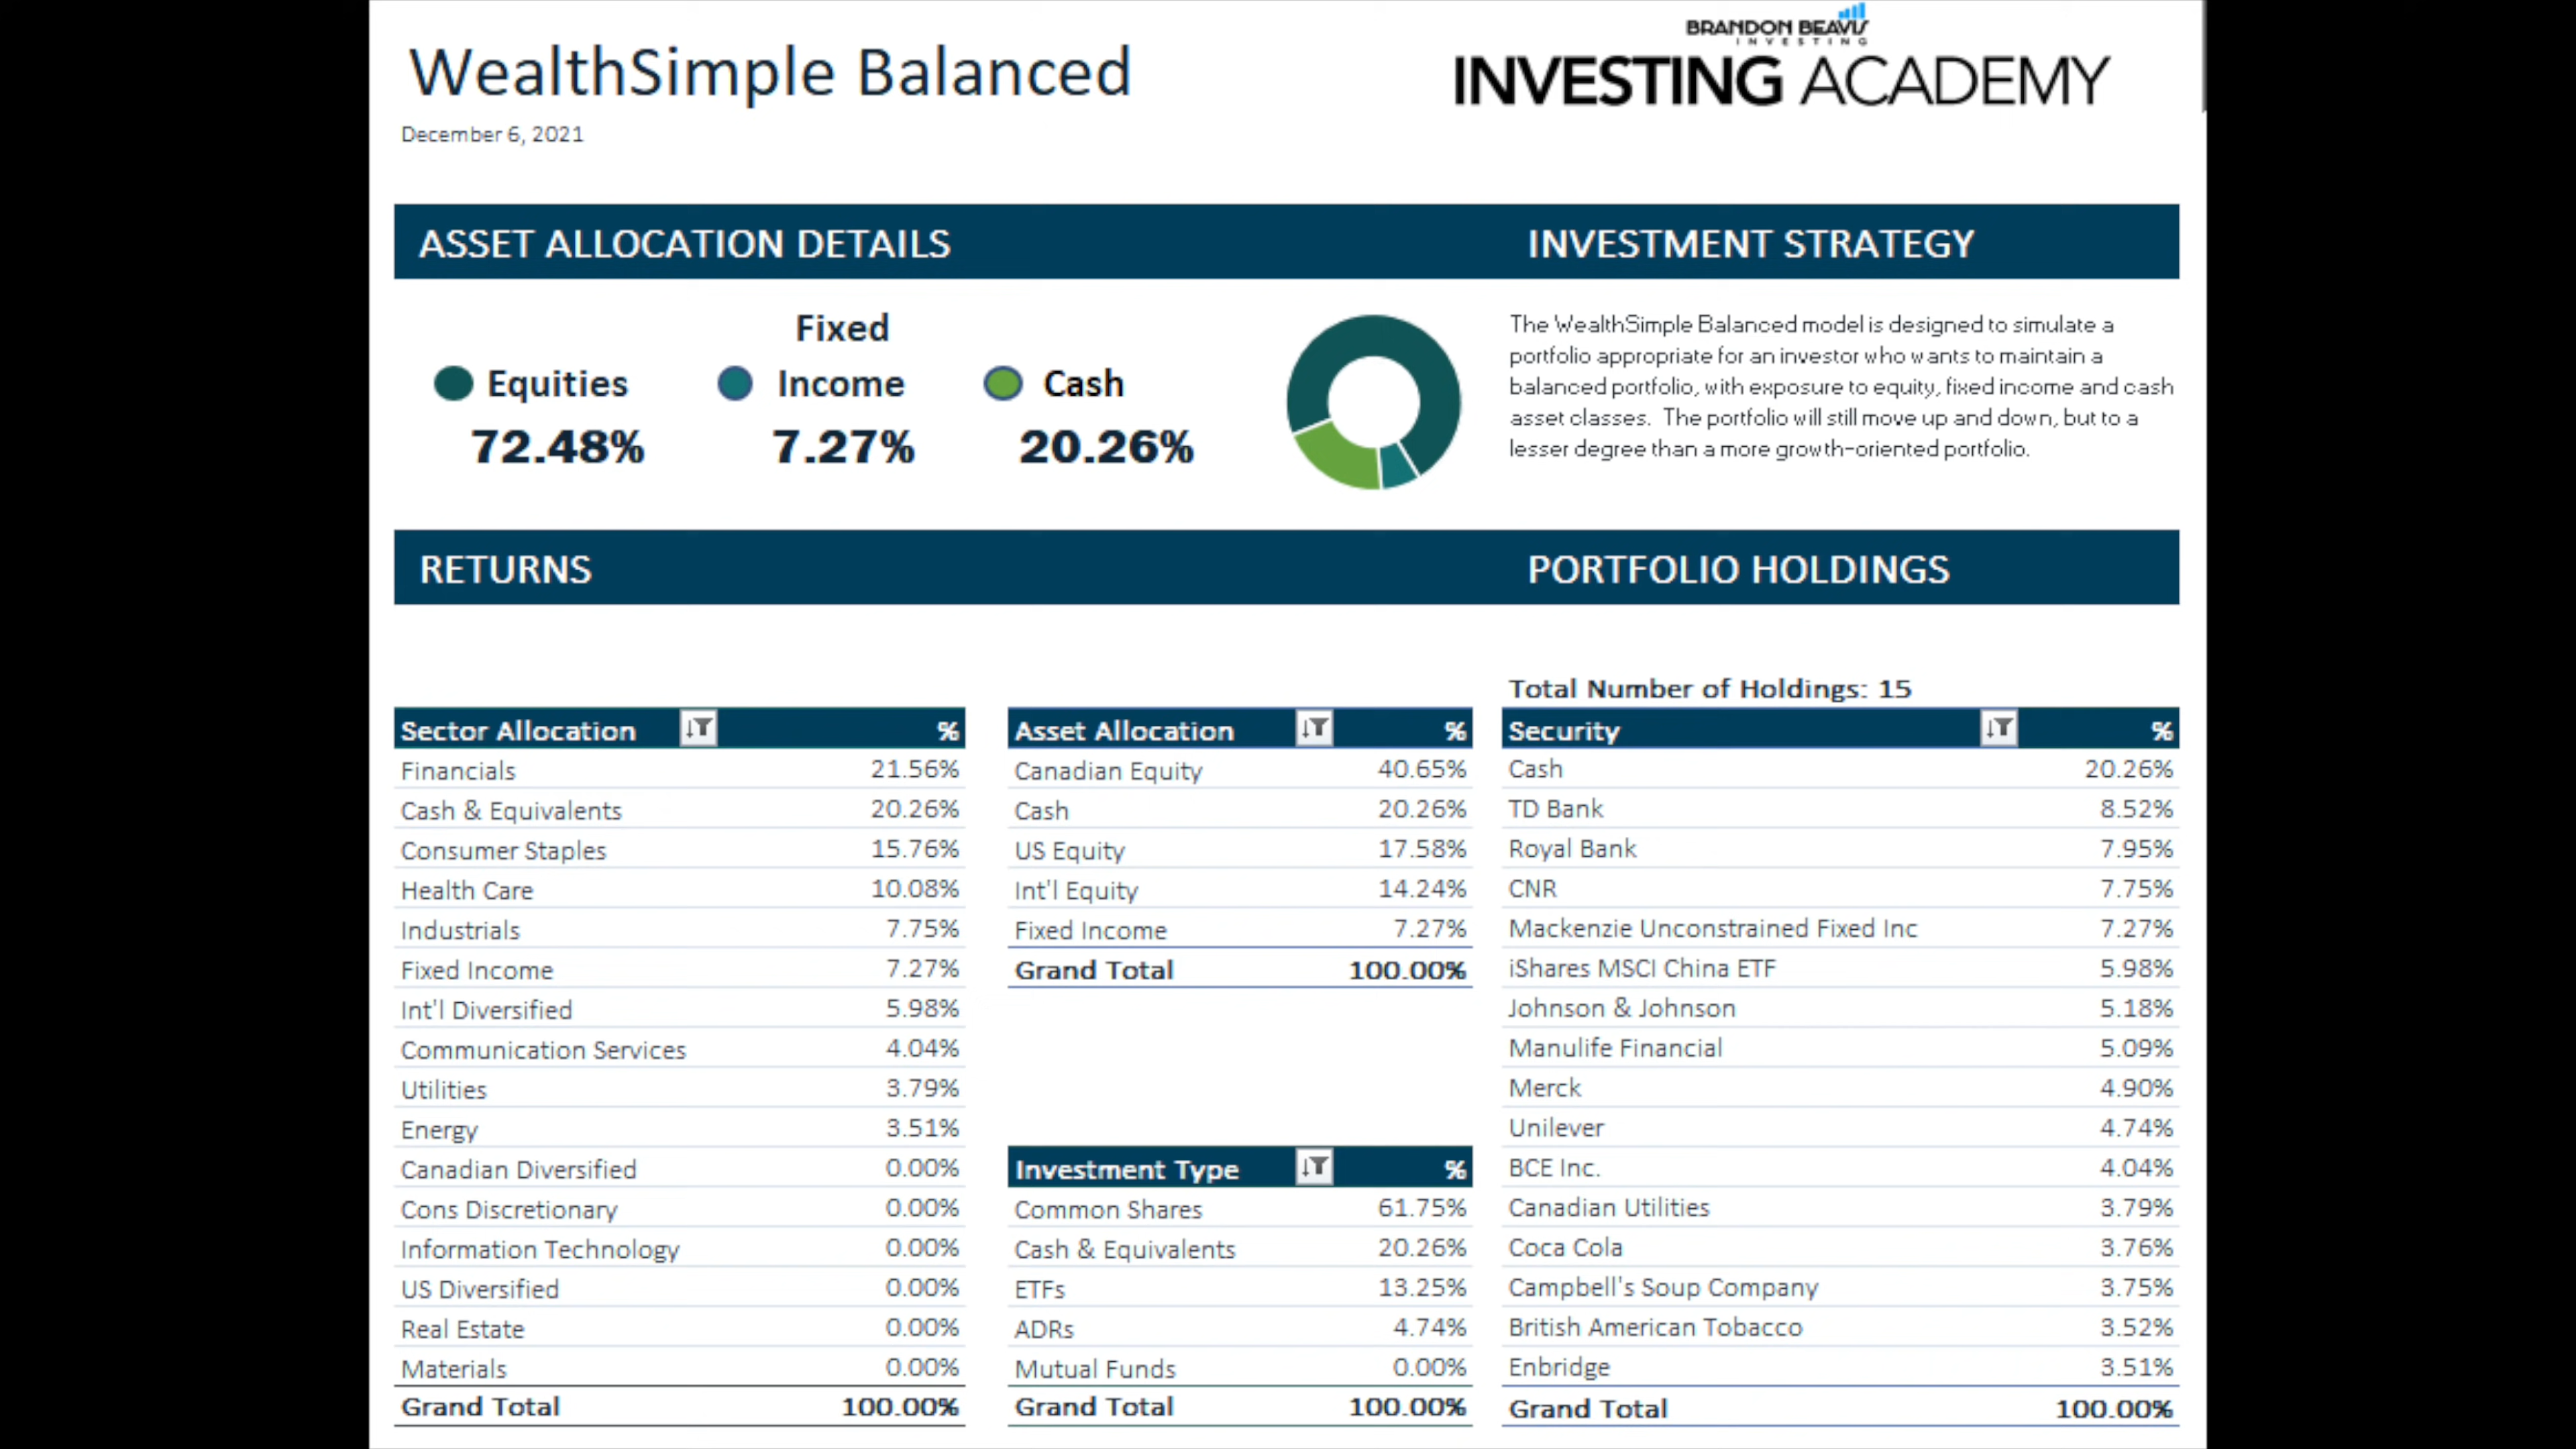 WealthSimple Balanced
December 6, 2021
BRANDON BEAVIS
INVESTING
INVESTING ACADEMY
ASSET ALLOCATION DETAILS
Equities
72.48%
Fixed
Income
7.27%
Cash
20.26%
INVESTMENT STRATEGY
The WealthSimple Balanced model is designed to simulate a
portfolio appropriate for an investor who wants to maintain a
balanced portfolio, with exposure to equity, fixed income and cash
asset classes. The portfolio will still move up and down, but to a
lesser degree than a more growth-oriented portfolio.
RETURNS
Sector Allocation %
Financials 21.56%
Cash & Equivalents 20.26%
Consumer Staples 15.76%
Health Care 10.08%
Industrials 7.75%
Fixed Income 7.27%
Int'l Diversified 5.98%
Communication Services 4.04%
Utilities 3.79%
Energy 3.51%
Canadian Diversified 0.00%
Cons Discretionary 0.00%
Information Technology 0.00%
US Diversified 0.00%
Real Estate 0.00%
Materials 0.00%
Grand Total 100.00%
Asset Allocation %
Canadian Equity 40.65%
Cash 20.26%
US Equity 17.58%
Int'l Equity 14.24%
Fixed Income 7.27%
Grand Total 100.00%
Investment Type %
Common Shares 61.75%
Cash & Equivalents 20.26%
ETFs 13.25%
ADRs 4.74%
Mutual Funds 0.00%
Grand Total 100.00%
PORTFOLIO HOLDINGS
Total Number of Holdings: 15
Security %
Cash 20.26%
TD Bank 8.52%
Royal Bank 7.95%
CNR 7.75%
Mackenzie Unconstrained Fixed Inc 7.27%
iShares MSCI China ETF 5.98%
Johnson & Johnson 5.18%
Manulife Financial 5.09%
Merck 4.90%
Unilever 4.74%
BCE Inc. 4.04%
Canadian Utilities 3.79%
Coca Cola 3.76%
Campbell's Soup Company 3.75%
British American Tobacco 3.52%
Enbridge 3.51%
Grand Total 100.00%